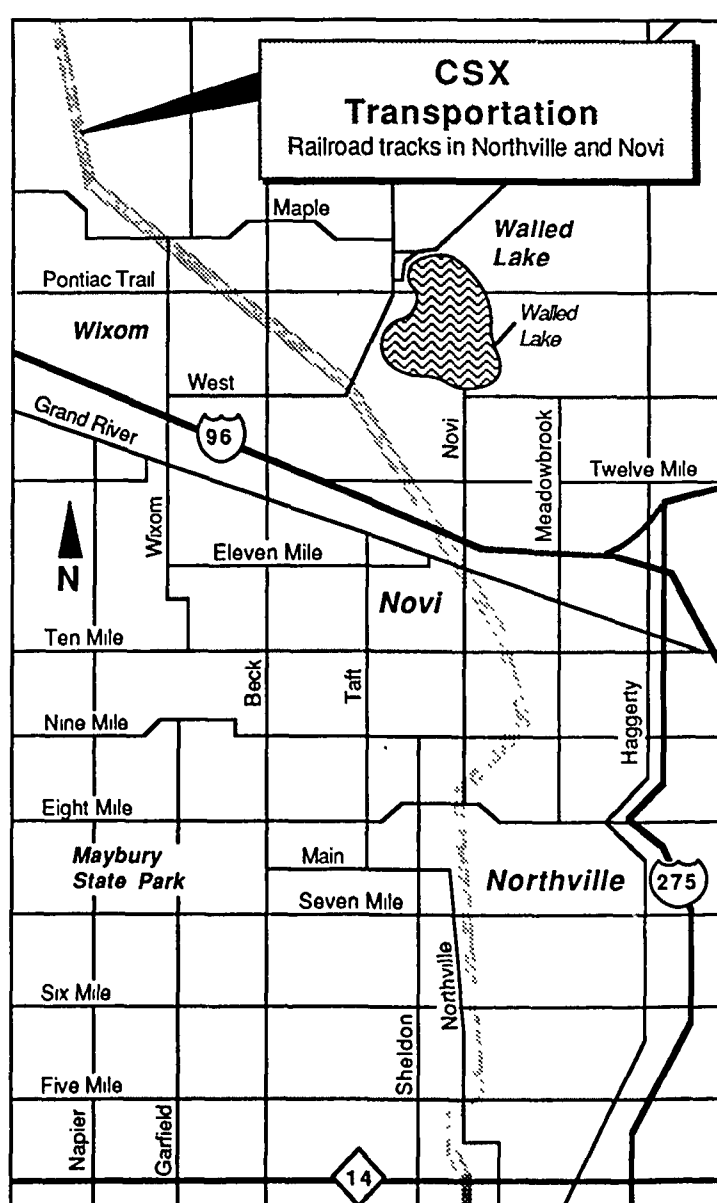 CSX
Transportation
Railroad tracks in Northville and Novi
Maple
Walled
Lake
Pontiac Trail
Wixom
Walled
Lake
West
Grand River
96
Novi
Meadowbrook
Twelve Mile
Wixom
Eleven Mile
N
Novi
Ten Mile
Beck
Taft
Haggerty
Nine Mile
Eight Mile
Maybury
State Park
Main
Northville
275
Seven Mile
Northville
Six Mile
Sheldon
Five Mile
Napier
Garfield
14